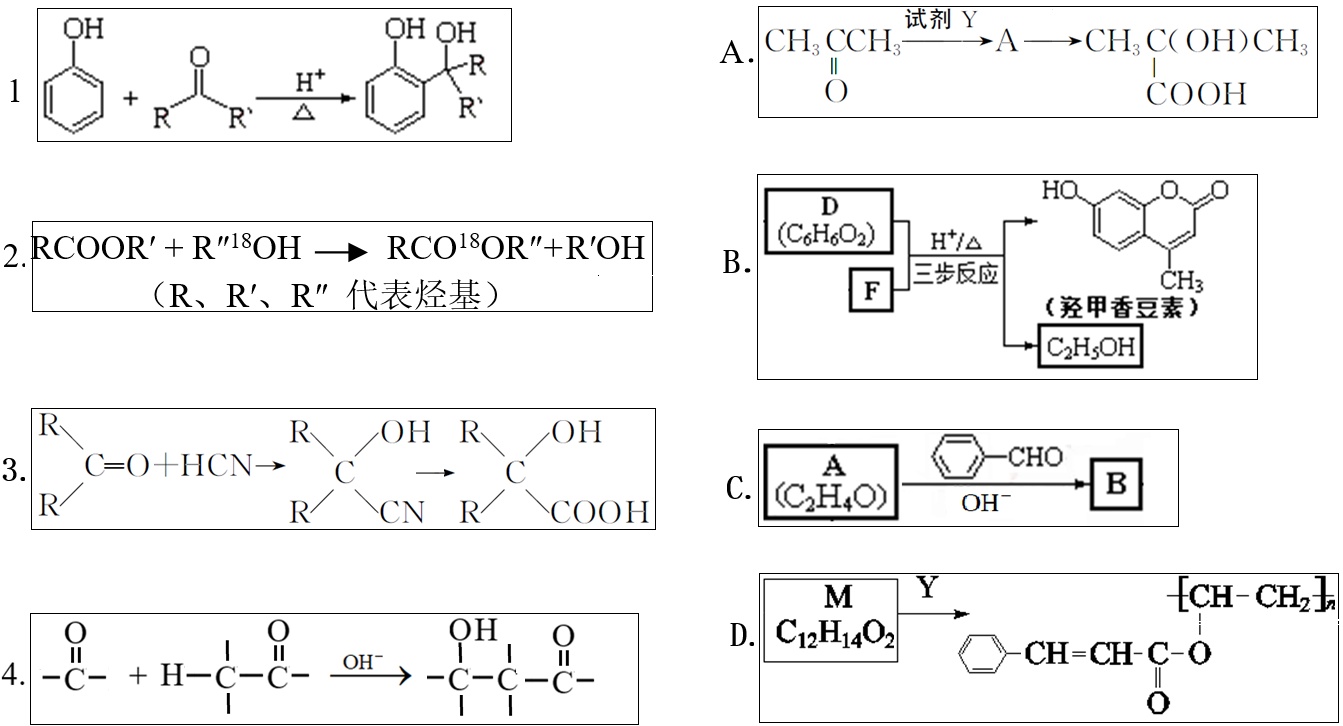 1
OH
+
O
R
R`
H⁺
△
OH
OH
R
R`
2.
RCOOR′ + R″¹⁸OH → RCO¹⁸OR″+R′OH
（R、R′、R″ 代表烃基）
3.
R
R
C=O+HCN→
R
OH
C
R
CN
→
R
OH
C
R
COOH
4.
O
−C−
+
O
H−C−C−
OH⁻
OH
O
−C−C−C−
A.
CH₃CCH₃
O
试剂 Y
→A→CH₃C(OH)CH₃
COOH
B.
D
(C₆H₆O₂)
F
H⁺/△
三步反应
HO
O
O
CH₃
(羟甲香豆素)
C₂H₅OH
C.
A
(C₂H₄O)
−CHO
OH⁻
B
D.
M
C₁₂H₁₄O₂
Y
[CH−CH₂]n
−CH=CH−C−O
O